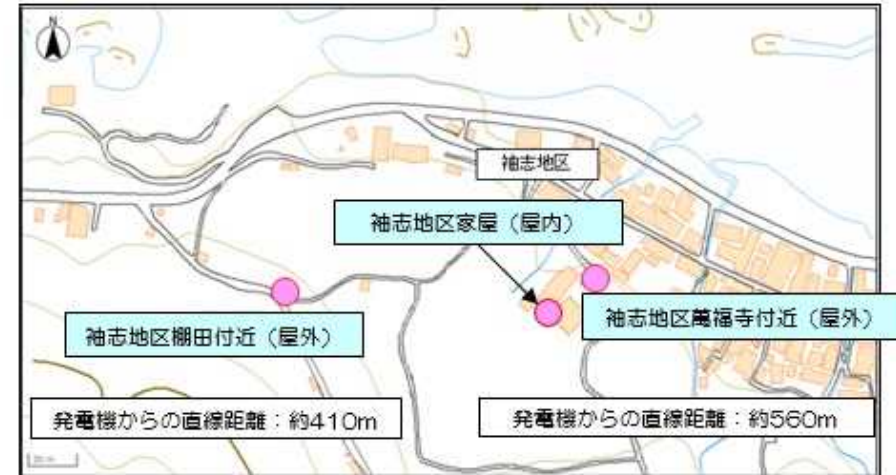 N
袖志地区
袖志地区家屋（屋内）
袖志地区棚田付近（屋外）
袖志地区萬福寺付近（屋外）
発電機からの直線距離：約410m
発電機からの直線距離：約560m